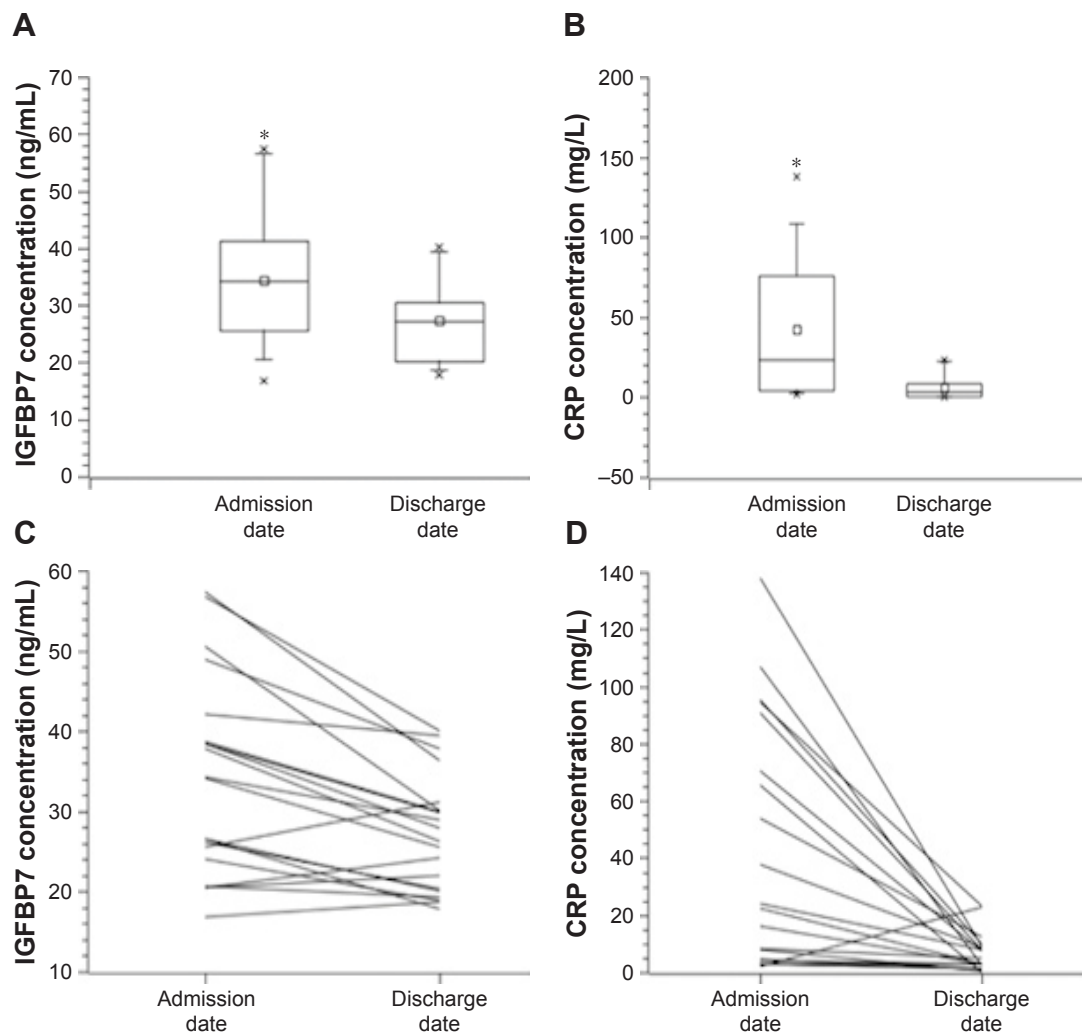 A
IGFBP7 concentration (ng/mL)
70
60
50
40
30
20
10
0
*
Admission
date
Discharge
date
B
CRP concentration (mg/L)
200
150
100
50
0
–50
*
Admission
date
Discharge
date
C
IGFBP7 concentration (ng/mL)
60
50
40
30
20
10
Admission
date
Discharge
date
D
CRP concentration (mg/L)
140
120
100
80
60
40
20
0
Admission
date
Discharge
date